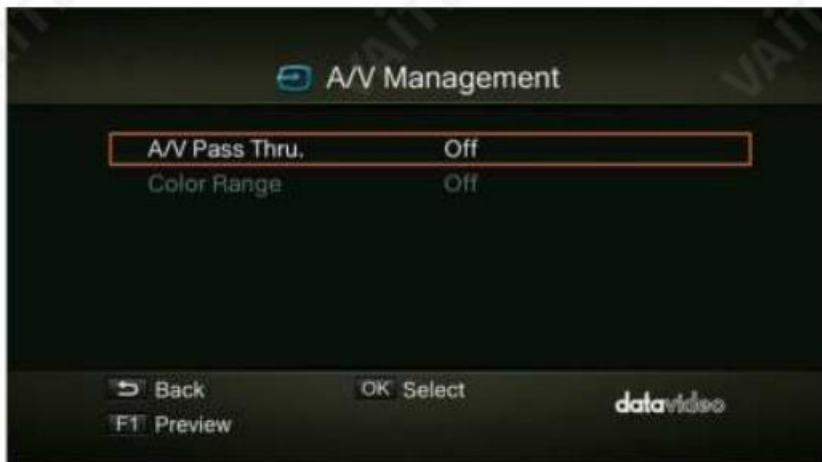 A/V Management
A/V Pass Thru. Off
Color Range Off
Back OK Select
F1 Preview
datavideo